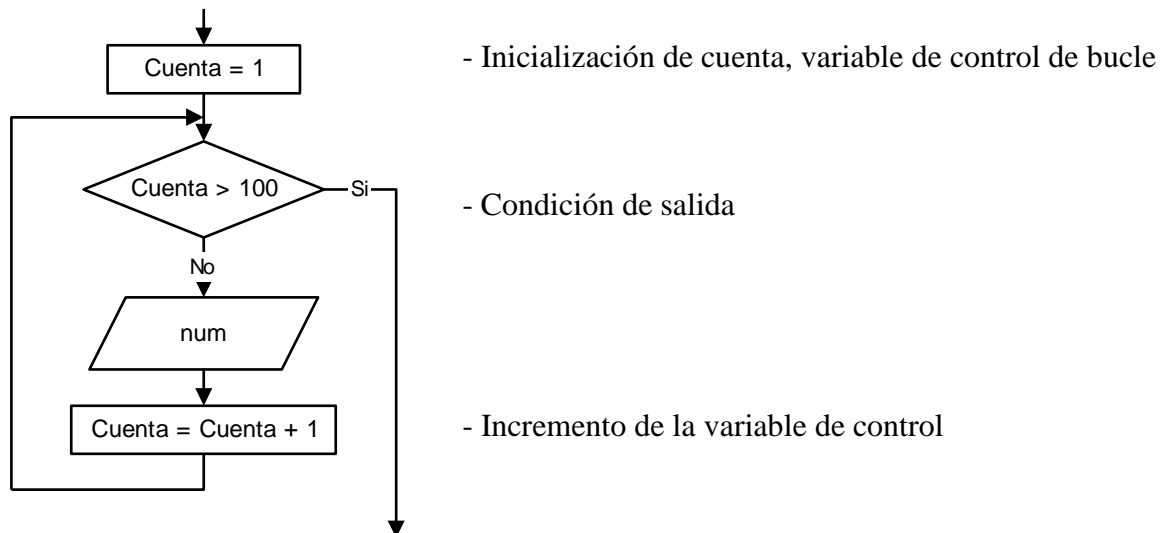 Cuenta = 1
- Inicialización de cuenta, variable de control de bucle
Cuenta > 100
Si
- Condición de salida
No
num
Cuenta = Cuenta + 1
- Incremento de la variable de control